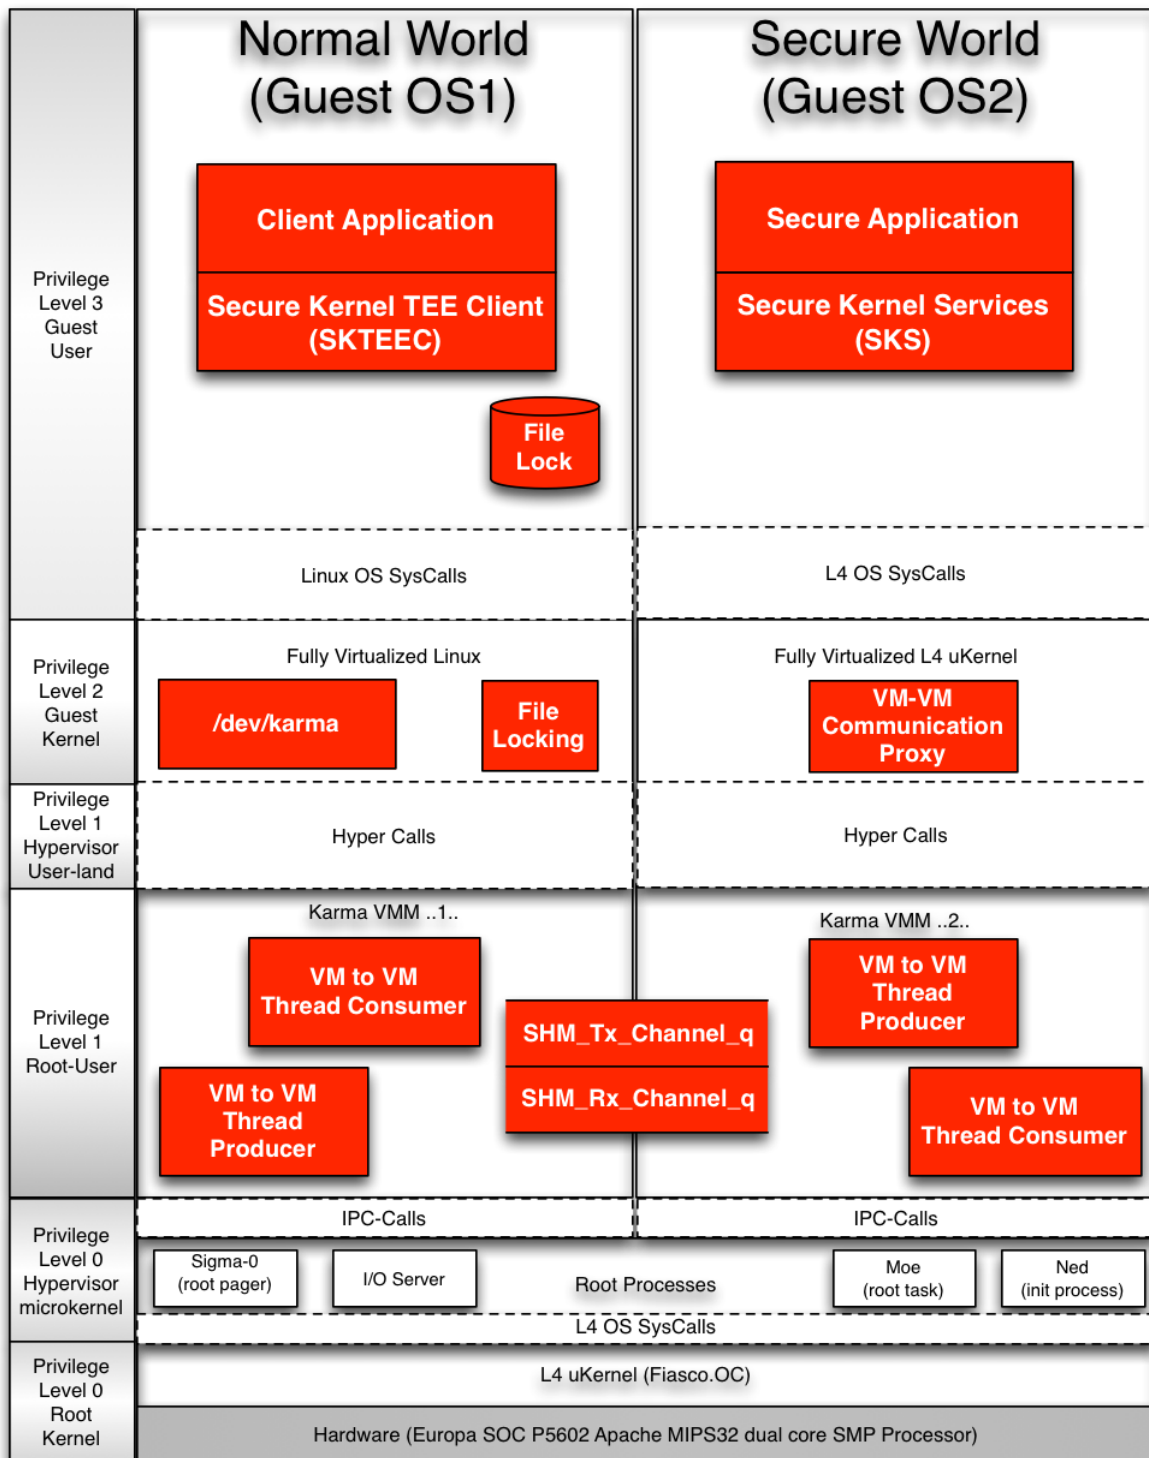 Normal World
(Guest OS1)
Secure World
(Guest OS2)
Privilege
Level 3
Guest
User
Client Application
Secure Kernel TEE Client
(SKTEEC)
File
Lock
Secure Application
Secure Kernel Services
(SKS)
Linux OS SysCalls
L4 OS SysCalls
Privilege
Level 2
Guest
Kernel
Fully Virtualized Linux
/dev/karma
File
Locking
Fully Virtualized L4 uKernel
VM-VM
Communication
Proxy
Privilege
Level 1
Hypervisor
User-land
Hyper Calls
Hyper Calls
Privilege
Level 1
Root-User
Karma VMM ..1..
VM to VM
Thread Consumer
VM to VM
Thread
Producer
SHM_Tx_Channel_q
SHM_Rx_Channel_q
Karma VMM ..2..
VM to VM
Thread
Producer
VM to VM
Thread Consumer
Privilege
Level 0
Hypervisor
microkernel
IPC-Calls
IPC-Calls
Sigma-0
(root pager)
I/O Server
Root Processes
Moe
(root task)
Ned
(init process)
L4 OS SysCalls
Privilege
Level 0
Root
Kernel
L4 uKernel (Fiasco.OC)
Hardware (Europa SOC P5602 Apache MIPS32 dual core SMP Processor)